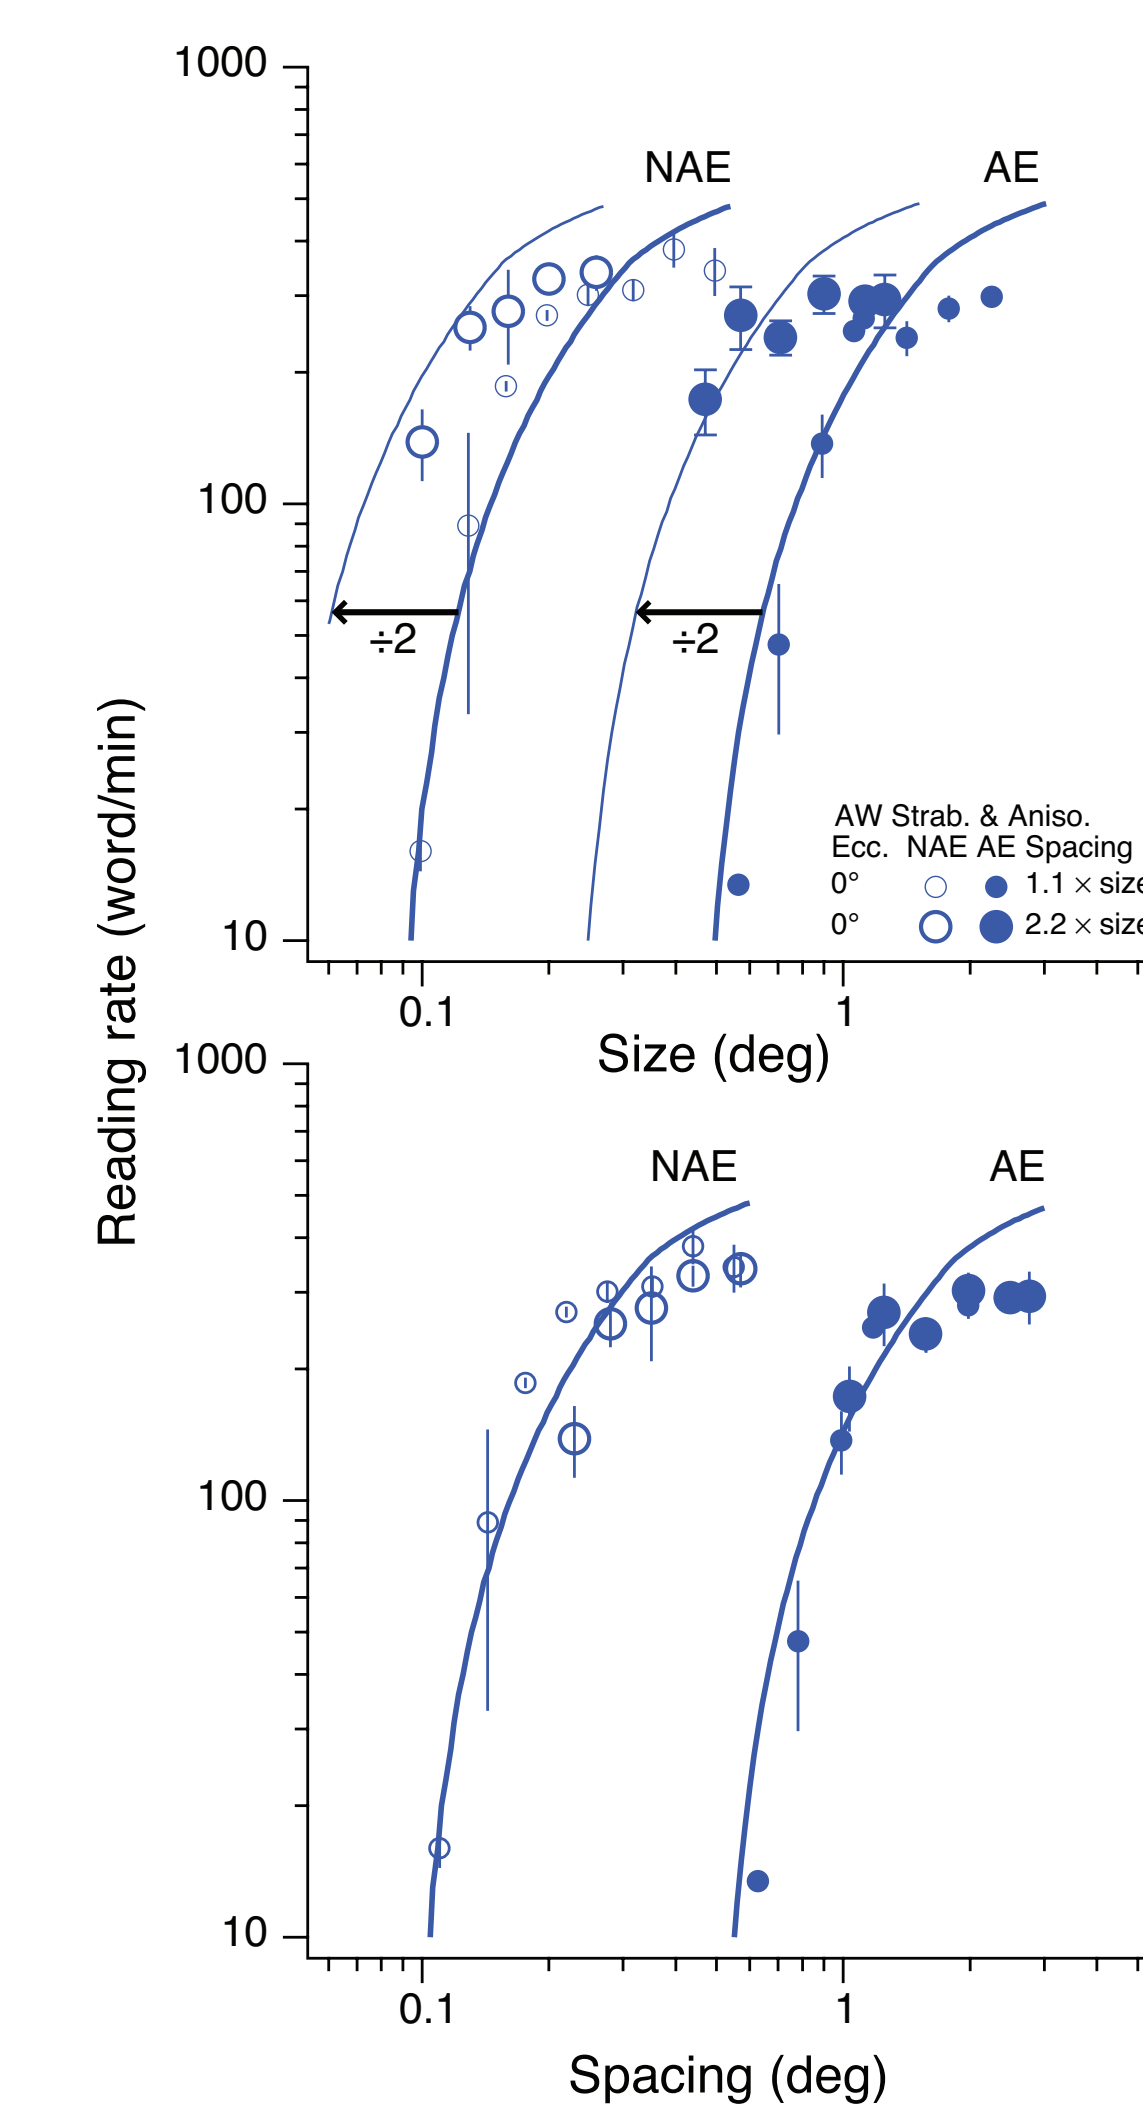 1000
NAE AE
100
÷2 ÷2
Reading rate (word/min)
AW Strab. & Aniso.
Ecc. NAE AE Spacing
0° 1.1 × size
0° 2.2 × size
10
0.1 1
Size (deg)
1000
NAE AE
100
10
0.1 1
Spacing (deg)